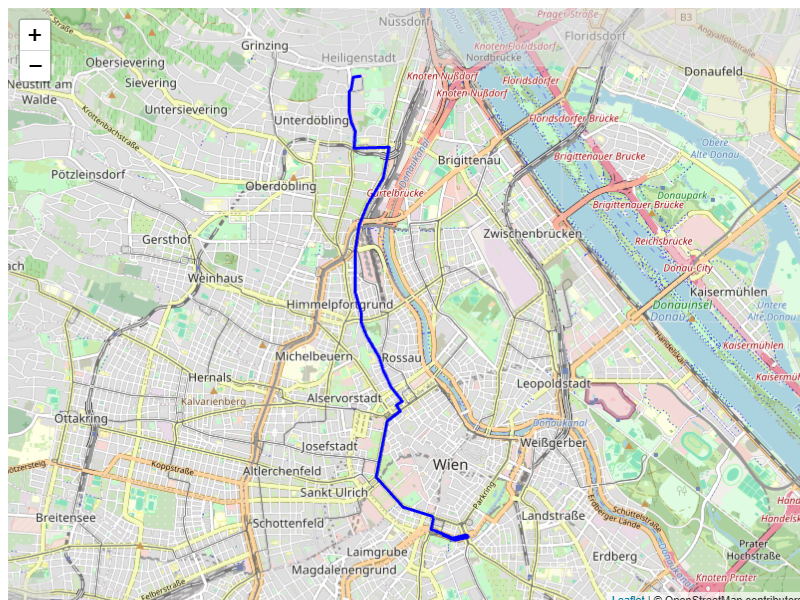 +
−
Nussdorf
Prager-Straße
B3
Angyalföldstraße
Floridsdorf
Grinzing
Heiligenstadt
Knoten Floridsdorf
Nordbrücke
Obersievering
Sievering
Neustift am
Walde
Untersievering
Krottenbachstraße
Knoten Nußdorf
Knoten Nußdorf
Floridsdorfer
Donaufeld
Unterdöbling
Floridsdorfer Brücke
Obere
Alte Donau
Donaukanal
Brigittenau
Brigittenauer Brücke
Pötzleinsdorf
Oberdöbling
Gürtelbrücke
Donaupark
Brigittenauer Brücke
Gersthof
Zwischenbrücken
Reichsbrücke
Donau-City
Weinhaus
Kaisermühlen
Himmelpfortgrund
Donauinsel
Donau
Untere
Alte Donau
Handelskai
Kaisermühlen
Michelbeuern
Rossau
Hernals
Leopoldstadt
Kalvarienberg
Alservorstadt
Ottakring
Donaukanal
Weißgerber
Josefstadt
Wien
Koppstraße
Altlerchenfeld
Sankt Ulrich
Parkring
Breitensee
Schottenfeld
Landstraße
Schüttelstraße
Erdberger Lände
Laimgrube
Magdalenengrund
Erdberg
Prater
Hochstraße
Felberstraße
Knoten Prater
Leaflet | © OpenStreetMap contributors